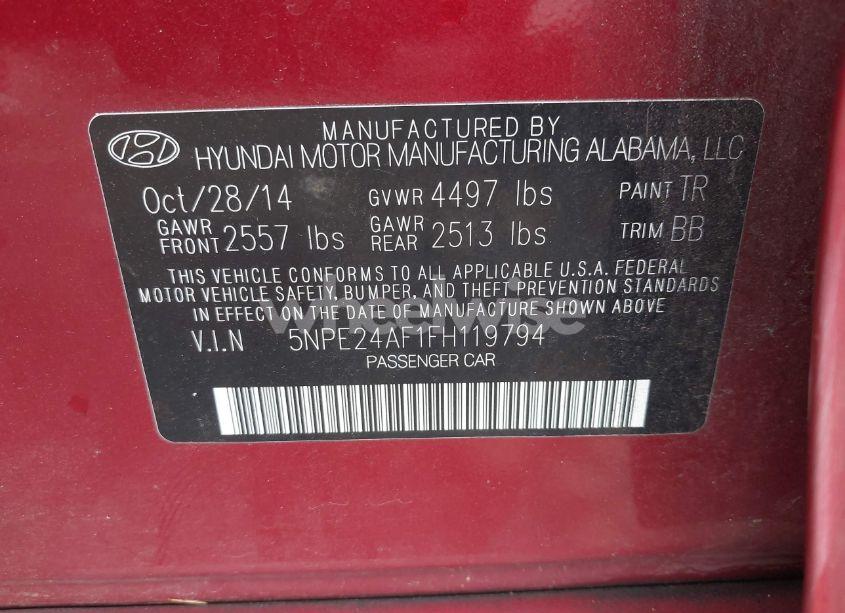 MANUFACTURED BY
HYUNDAI MOTOR MANUFACTURING ALABAMA, LLC
Oct/28/14 GVWR 4497 lbs PAINT TR
GAWR FRONT 2557 lbs GAWR REAR 2513 lbs TRIM BB
THIS VEHICLE CONFORMS TO ALL APPLICABLE U.S.A. FEDERAL
MOTOR VEHICLE SAFETY, BUMPER, AND THEFT PREVENTION STANDARDS
IN EFFECT ON THE DATE OF MANUFACTURE SHOWN ABOVE
V.I.N 5NPE24AF1FH119794
PASSENGER CAR
wheelwise